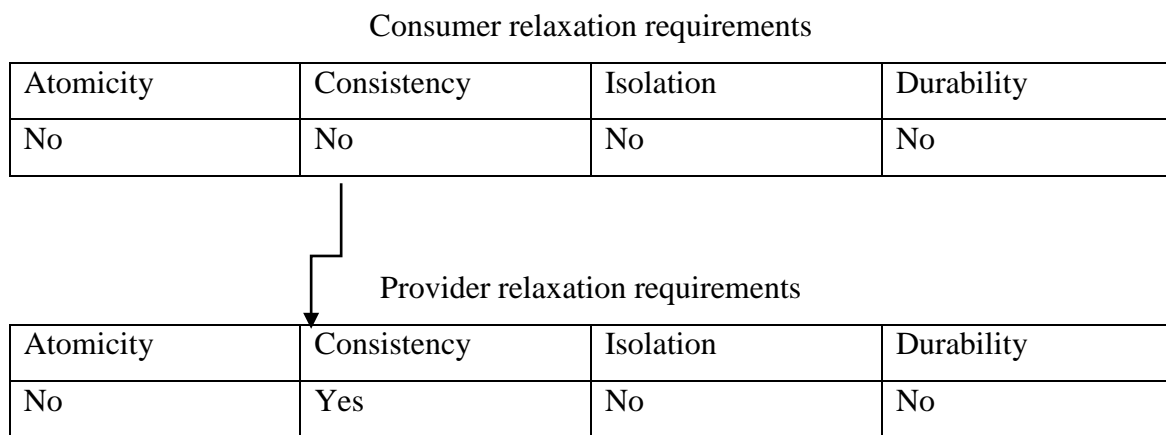 Consumer relaxation requirements
Atomicity Consistency Isolation Durability
No No No No
Provider relaxation requirements
Atomicity Consistency Isolation Durability
No Yes No No